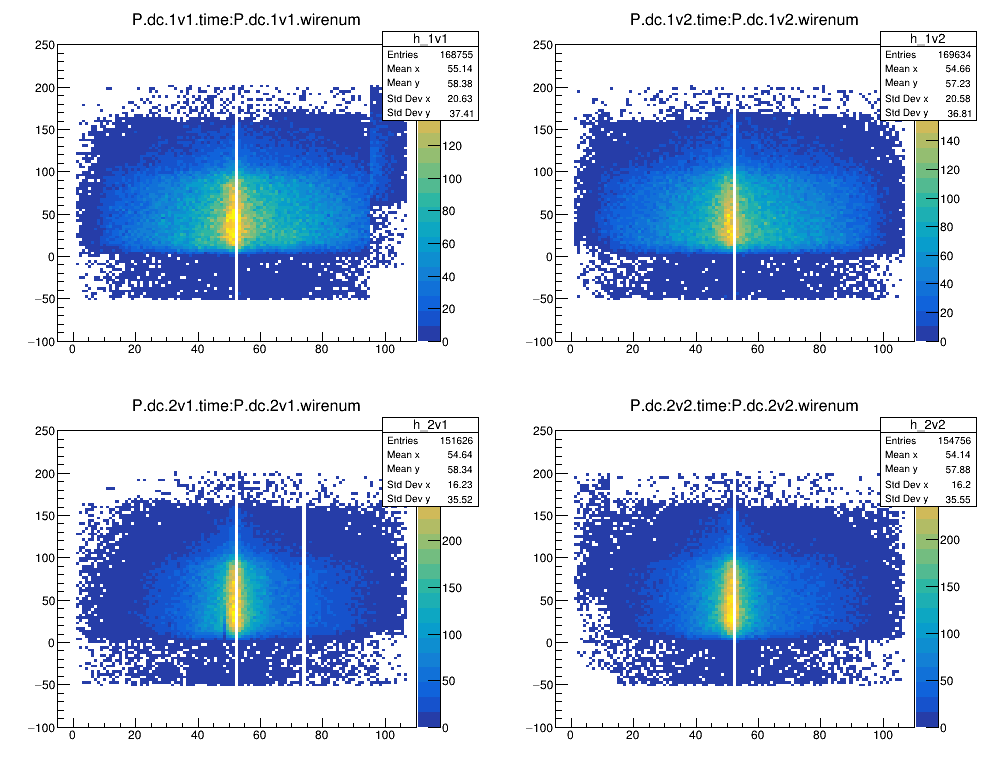 P.dc.1v1.time:P.dc.1v1.wirenum
h_1v1
Entries 168755
Mean x 55.14
Mean y 58.38
Std Dev x 20.63
Std Dev y 37.41
250
200
150
100
50
0
−50
−100
0 20 40 60 80 100
120
100
80
60
40
20
0
P.dc.1v2.time:P.dc.1v2.wirenum
h_1v2
Entries 169634
Mean x 54.66
Mean y 57.23
Std Dev x 20.58
Std Dev y 36.81
250
200
150
100
50
0
−50
−100
0 20 40 60 80 100
140
120
100
80
60
40
20
0
P.dc.2v1.time:P.dc.2v1.wirenum
h_2v1
Entries 151626
Mean x 54.64
Mean y 58.34
Std Dev x 16.23
Std Dev y 35.52
250
200
150
100
50
0
−50
−100
0 20 40 60 80 100
200
150
100
50
0
P.dc.2v2.time:P.dc.2v2.wirenum
h_2v2
Entries 154756
Mean x 54.14
Mean y 57.88
Std Dev x 16.2
Std Dev y 35.55
250
200
150
100
50
0
−50
−100
0 20 40 60 80 100
200
150
100
50
0